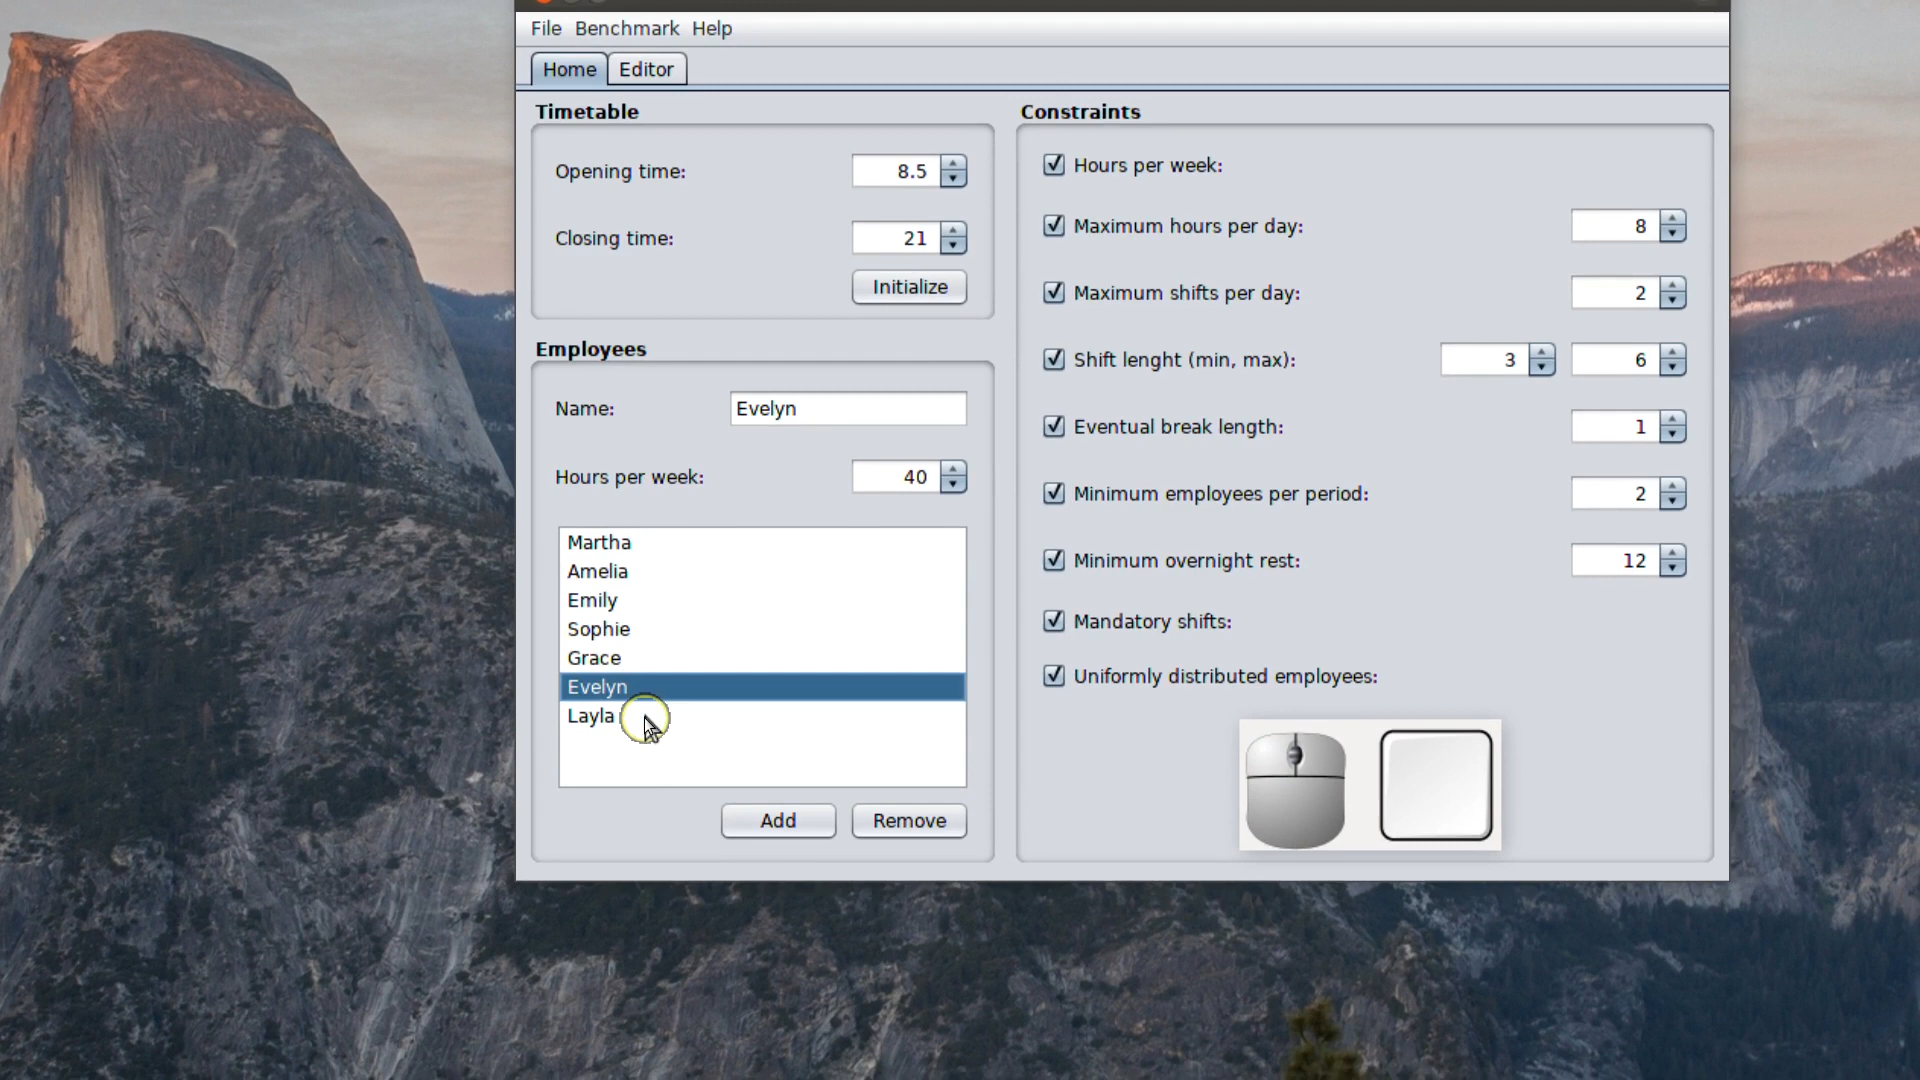 File Benchmark Help
Home Editor
Timetable
Opening time: 8.5
Closing time: 21
Initialize
Employees
Name: Evelyn
Hours per week: 40
Martha
Amelia
Emily
Sophie
Grace
Evelyn
Layla
Add Remove
Constraints
Hours per week:
Maximum hours per day: 8
Maximum shifts per day: 2
Shift lenght (min, max): 3 6
Eventual break length: 1
Minimum employees per period: 2
Minimum overnight rest: 12
Mandatory shifts:
Uniformly distributed employees: